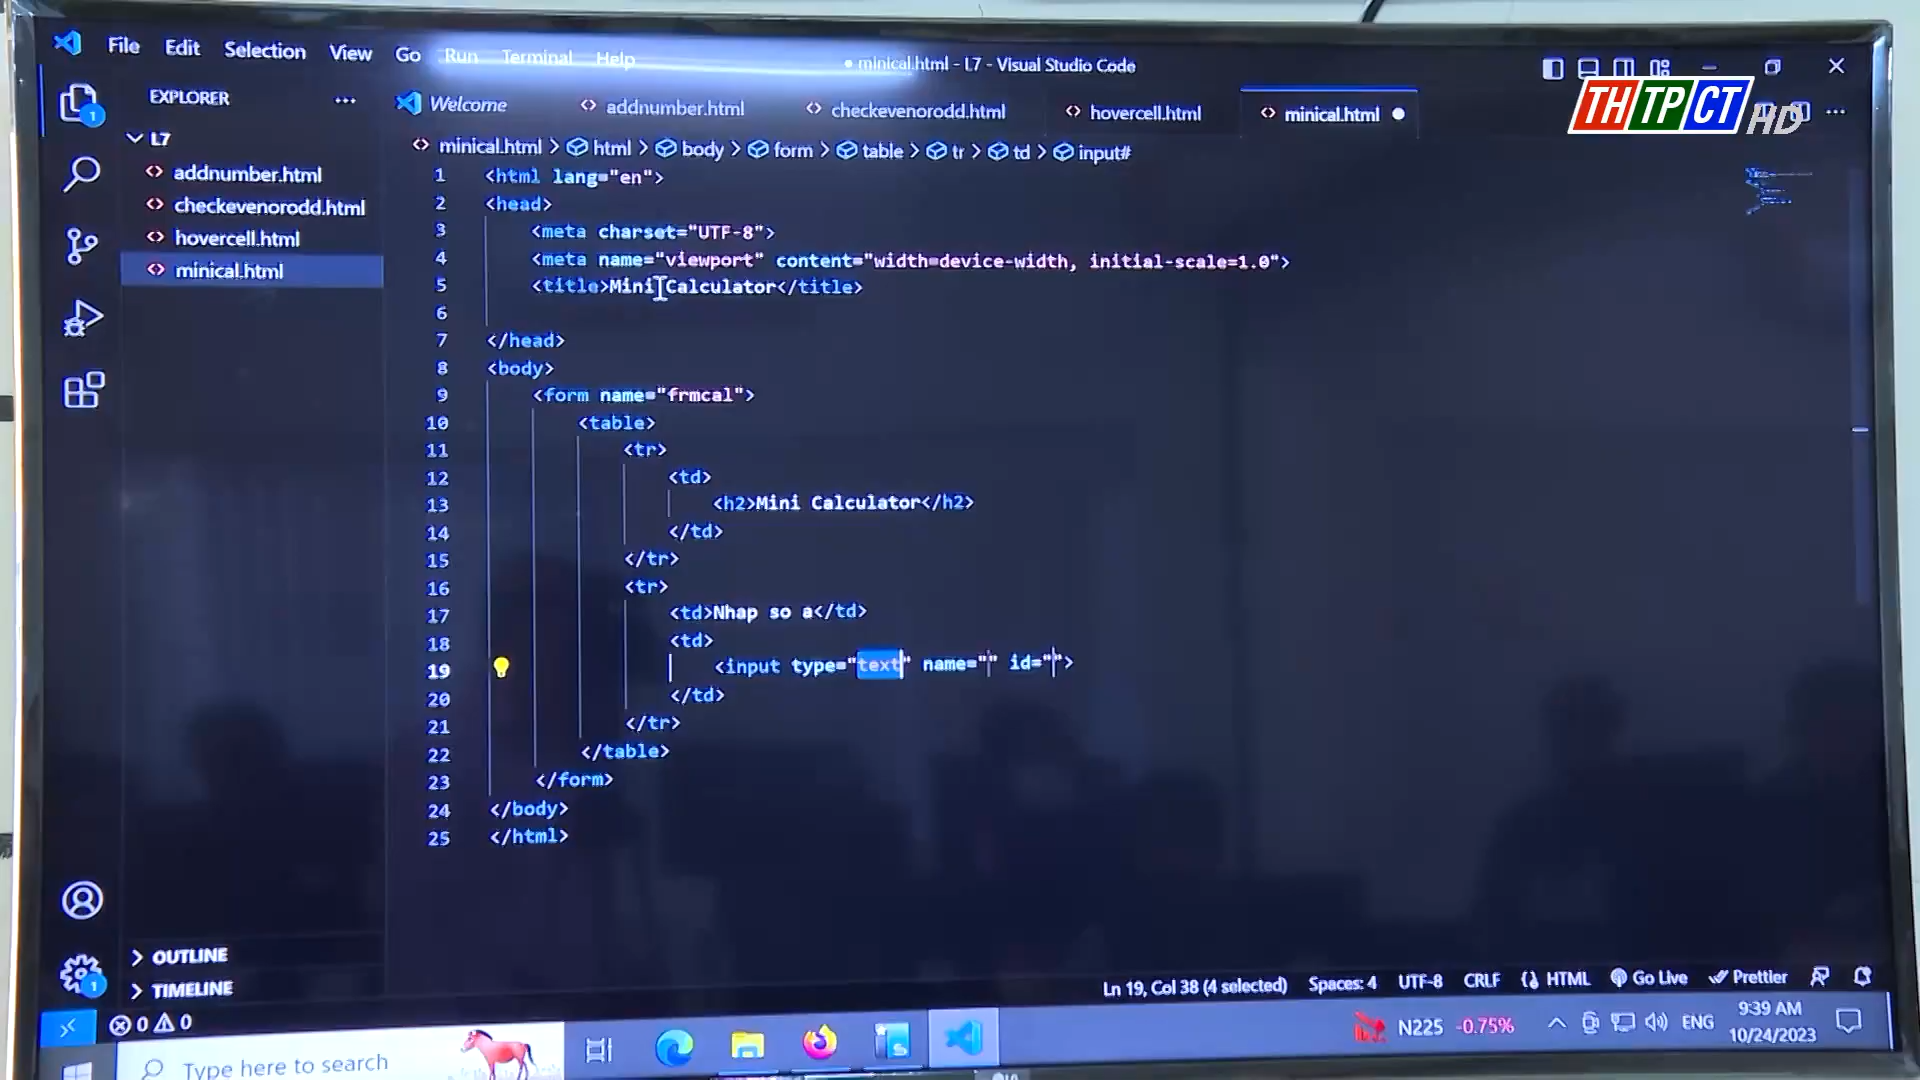 File Edit Selection View Go Run Terminal Help
minical.html - L7 - Visual Studio Code
THTPCT HD
EXPLORER ...
L7
addnumber.html
checkevenorodd.html
hovercell.html
minical.html
Welcome addnumber.html checkevenorodd.html hovercell.html minical.html
minical.html > html > body > form > table > tr > td > input#
1 <html lang="en">
2 <head>
3 <meta charset="UTF-8">
4 <meta name="viewport" content="width=device-width, initial-scale=1.0">
5 <title>Mini Calculator</title>
6
7 </head>
8 <body>
9 <form name="frmcal">
10 <table>
11 <tr>
12 <td>
13 <h2>Mini Calculator</h2>
14 </td>
15 </tr>
16 <tr>
17 <td>Nhap so a</td>
18 <td>
19 <input type="text" name="" id="">
20 </td>
21 </tr>
22 </table>
23 </form>
24 </body>
25 </html>
OUTLINE
TIMELINE
1
1
0 0
Ln 19, Col 38 (4 selected) Spaces: 4 UTF-8 CRLF HTML Go Live Prettier
Type here to search
N225 -0.75%
ENG
9:39 AM
10/24/2023